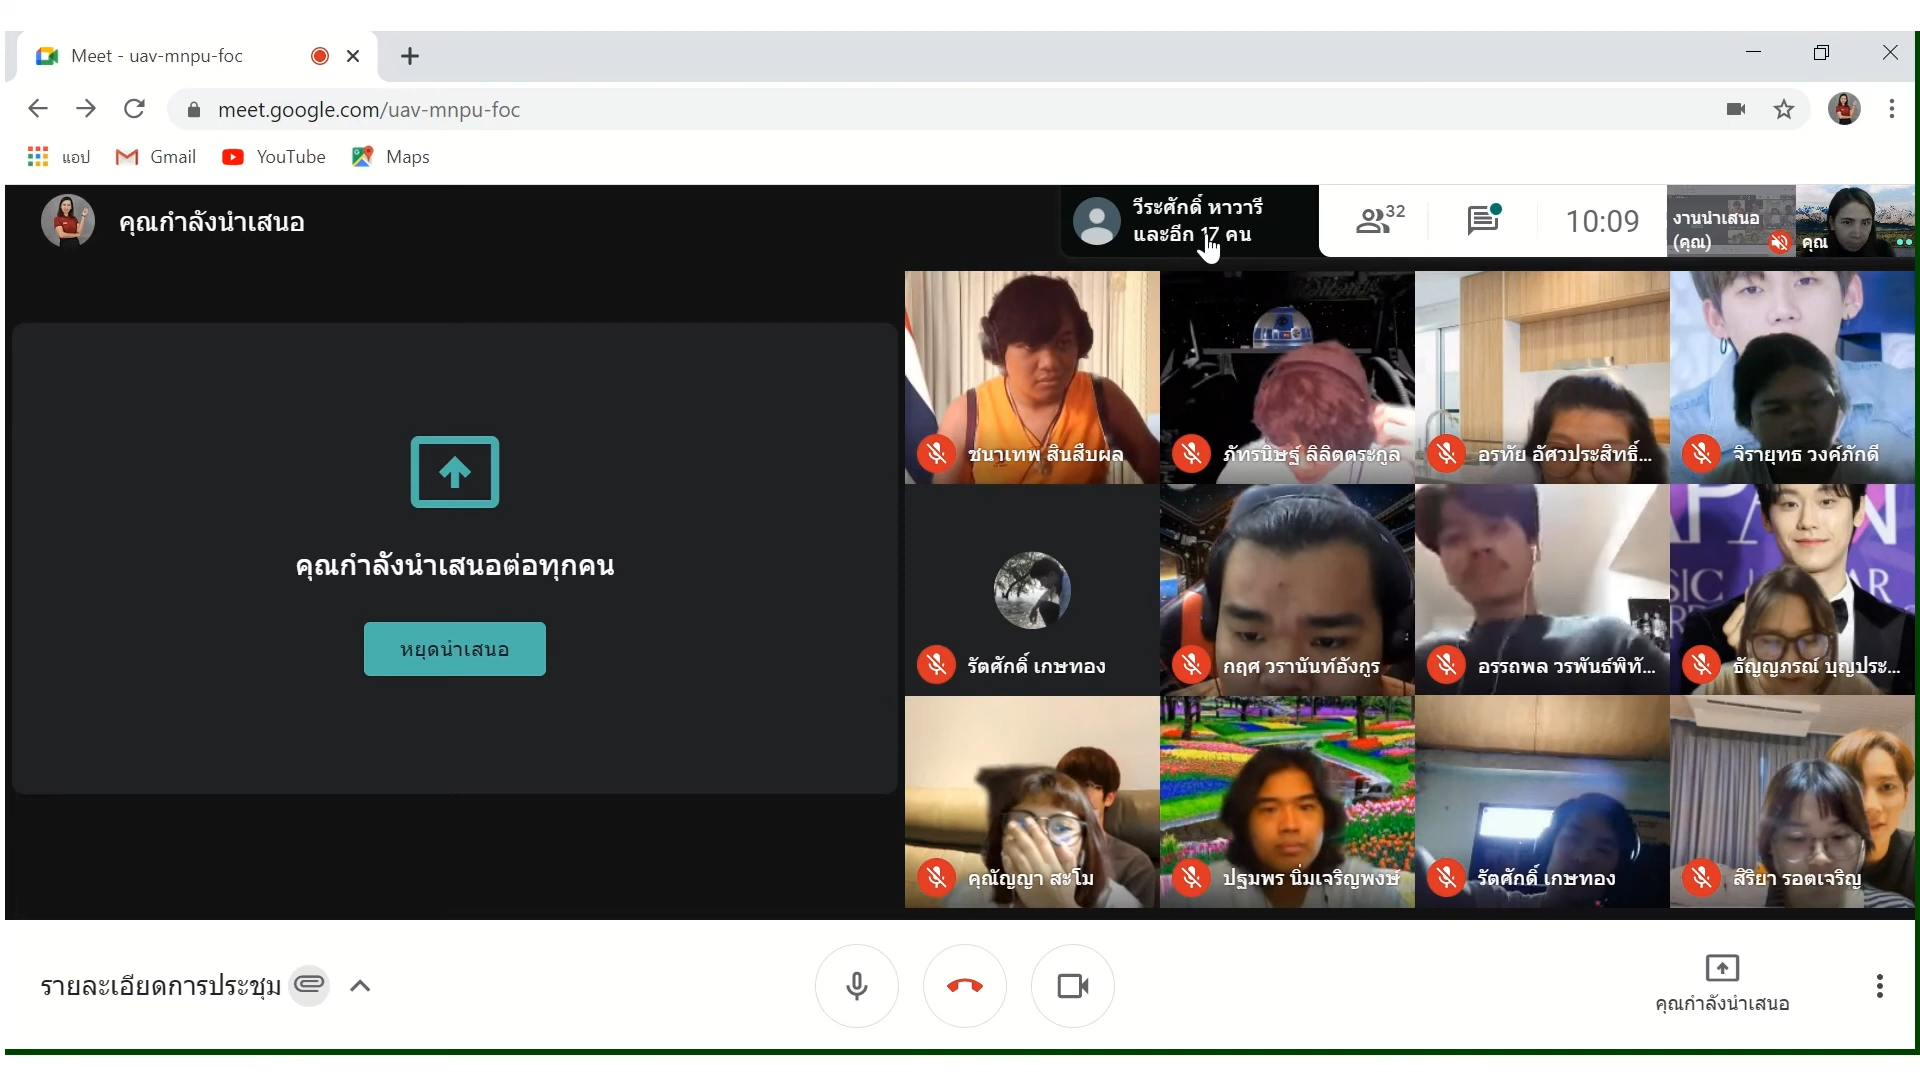 Meet - uav-mnpu-foc
meet.google.com/uav-mnpu-foc
แอป
Gmail
YouTube
Maps
คุณกำลังนำเสนอ
วีระศักดิ์ หาวารี
และอีก 17 คน
32
10:09
งานนำเสนอ
(คุณ)
คุณ
ชนาเทพ สินสืบผล
ภัทรนิษฐ์ ลิลิตตระกูล
อรทัย อัศวประสิทธิ์...
จิรายุทธ วงค์ภักดี
คุณกำลังนำเสนอต่อทุกคน
หยุดนำเสนอ
รัตศักดิ์ เกษทอง
กฤศ วรานันท์อังกูร
อรรถพล วรพันธ์พิทั...
ธัญญภรณ์ บุญประ...
คุณัญญา สะโม
ปฐมพร นิ่มเจริญพงษ์
รัตศักดิ์ เกษทอง
สิริยา รอตเจริญ
รายละเอียดการประชุม
คุณกำลังนำเสนอ